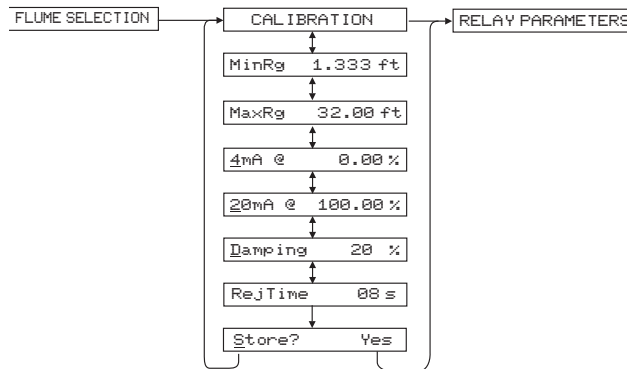 FLUME SELECTION
CALIBRATION
RELAY PARAMETERS
MinRg 1.333 ft
MaxRg 32.00 ft
4mA @ 0.00 %
20mA @ 100.00 %
Damping 20 %
RejTime 08 s
Store? Yes